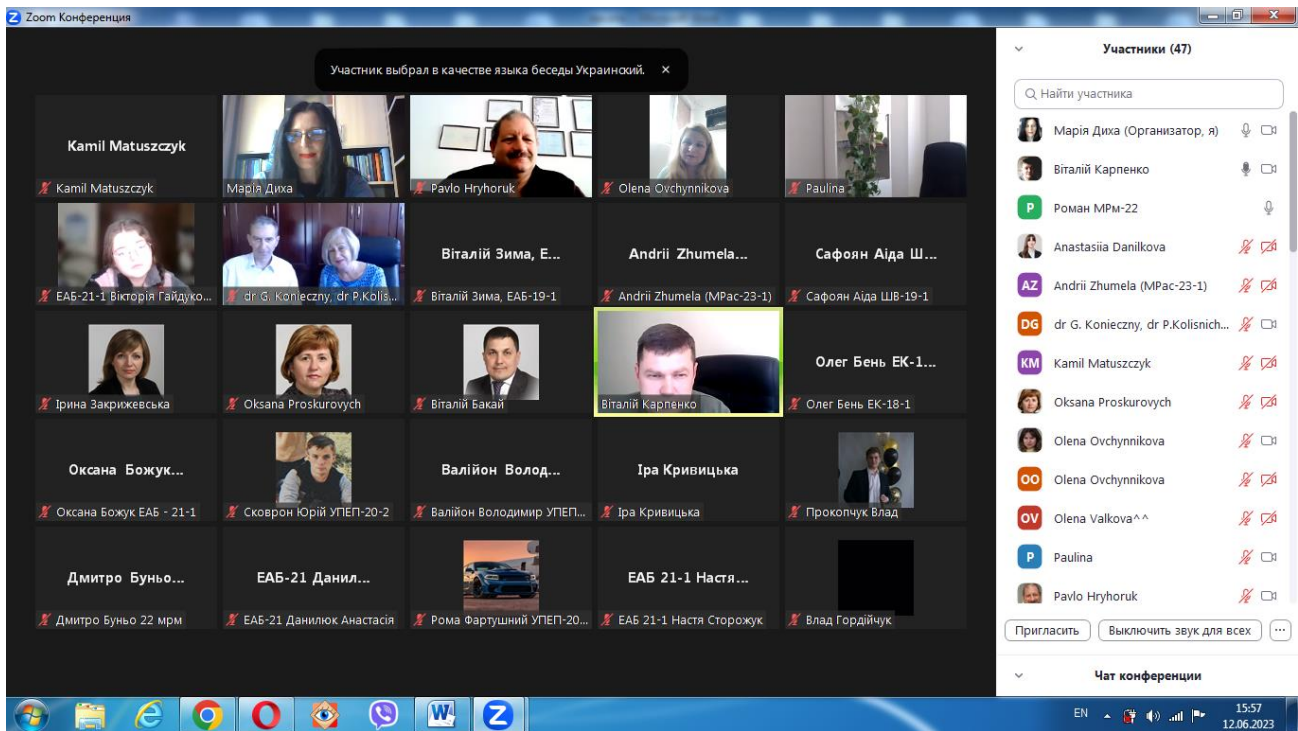 Zoom Конференция
Участник выбрал в качестве языка беседы Украинский.
Kamil Matuszczyk
Kamil Matuszczyk
Марія Диха
Pavlo Hryhoruk
Olena Ovchynnikova
Paulina
ЕАБ-21-1 Вікторія Гайдуко...
dr G. Konieczny, dr P.Kolis...
Віталій Зима, Е...
Віталій Зима, ЕАБ-19-1
Andrii Zhumela...
Andrii Zhumela (МРас-23-1)
Сафоян Аіда Ш...
Сафоян Аіда ШВ-19-1
Ірина Закрижевська
Oksana Proskurovych
Віталій Бакай
Віталій Карпенко
Олег Бень ЕК-1...
Олег Бень ЕК-18-1
Оксана Божук...
Оксана Божук ЕАБ - 21-1
Сковрон Юрій УПЕП-20-2
Валійон Волод...
Валійон Володимир УПЕП...
Іра Кривицька
Іра Кривицька
Прокопчук Влад
Дмитро Буньо...
Дмитро Буньо 22 мрм
ЕАБ-21 Данил...
ЕАБ-21 Данилюк Анастасія
Рома Фартушний УПЕП-20...
ЕАБ 21-1 Настя...
ЕАБ 21-1 Настя Сторожук
Влад Гордійчук
Участники (47)
Найти участника
Марія Диха (Организатор, я)
Віталій Карпенко
Р
Роман МРм-22
Anastasiia Danilkova
AZ
Andrii Zhumela (МРас-23-1)
DG
dr G. Konieczny, dr P.Kolisnich...
KM
Kamil Matuszczyk
Oksana Proskurovych
Olena Ovchynnikova
OO
Olena Ovchynnikova
OV
Olena Valkova^^
P
Paulina
Pavlo Hryhoruk
Пригласить
Выключить звук для всех
...
Чат конференции
EN
15:57
12.06.2023